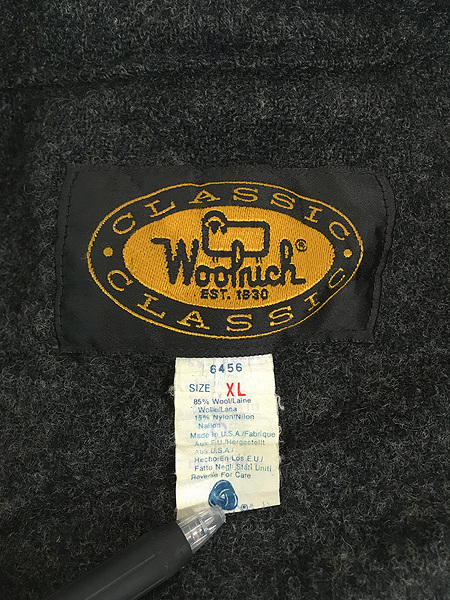 CLASSIC
Woolrich®
EST. 1830
CLASSIC
6456
SIZE XL
85% Wool/Laine
Wolle/Lana
15% Nylon/Nilon
Made in U.S.A./Fabrique
Aux E.U./Hergestellt
Aus U.S.A./
Hecho En Los E.U./
Fatto Negli Stati Uniti
Reverse For Care
®